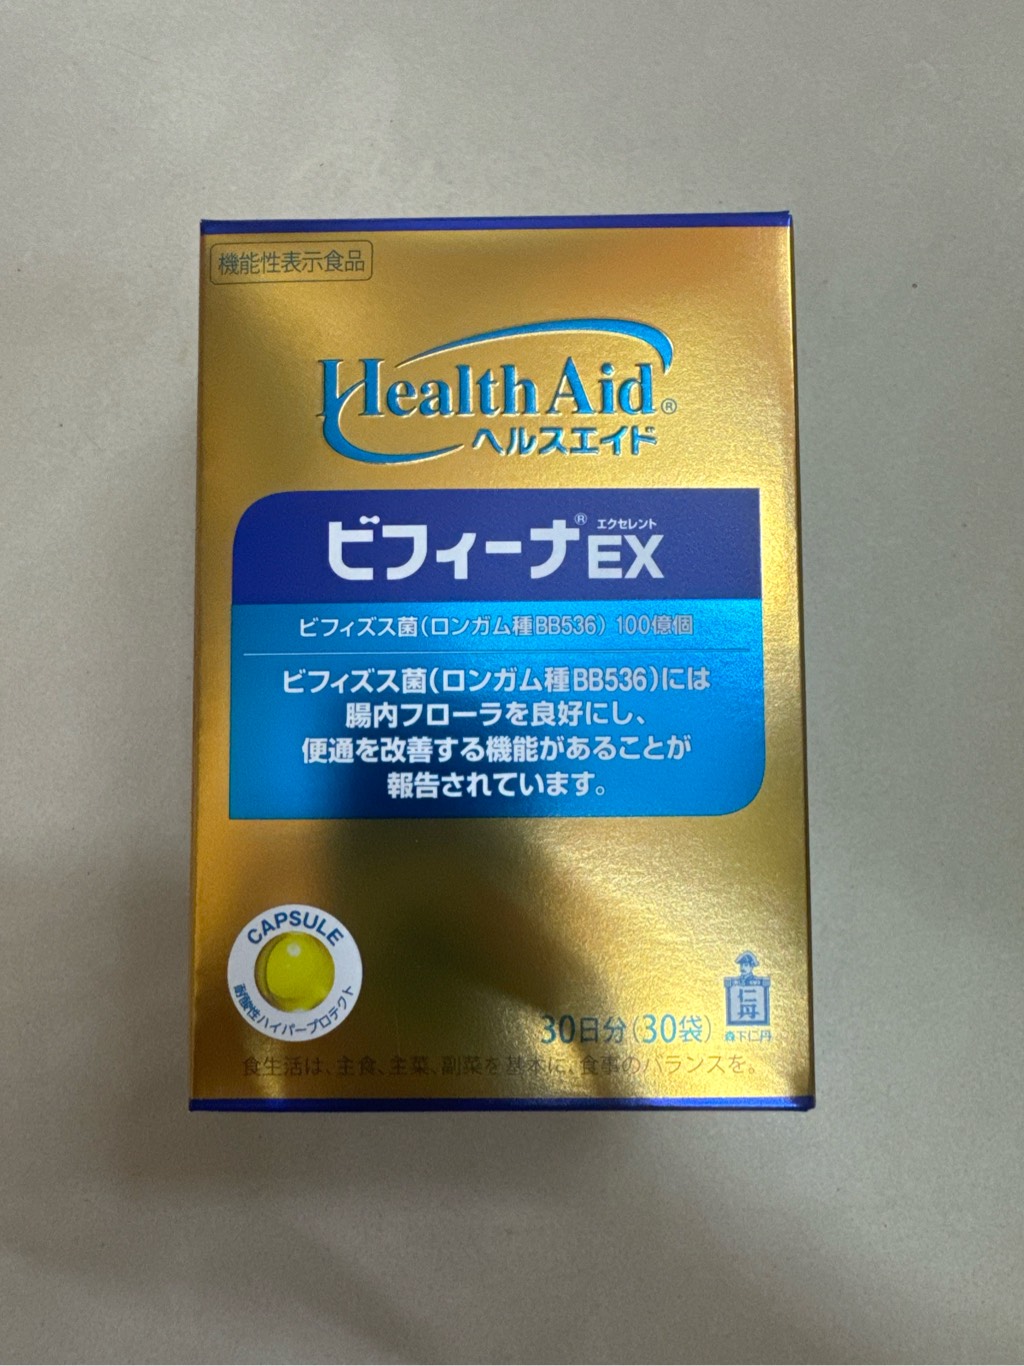 機能性表示食品
Health Aid®
ヘルスエイド
エクセレント
ビフィーナ®EX
ビフィズス菌(ロンガム種BB536) 100億個
ビフィズス菌(ロンガム種BB536)には
腸内フローラを良好にし、
便通を改善する機能があることが
報告されています。
CAPSULE
耐酸性ハイパープロテクト
仁丹
30日分(30袋)
森下仁丹
食生活は、主食、主菜、副菜を基本に、食事のバランスを。